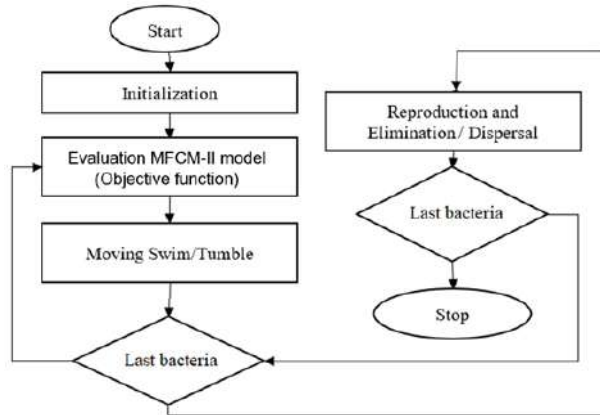 Start
Initialization
Evaluation MFCM-II model
(Objective function)
Moving Swim/Tumble
Last bacteria
Reproduction and
Elimination/ Dispersal
Last bacteria
Stop